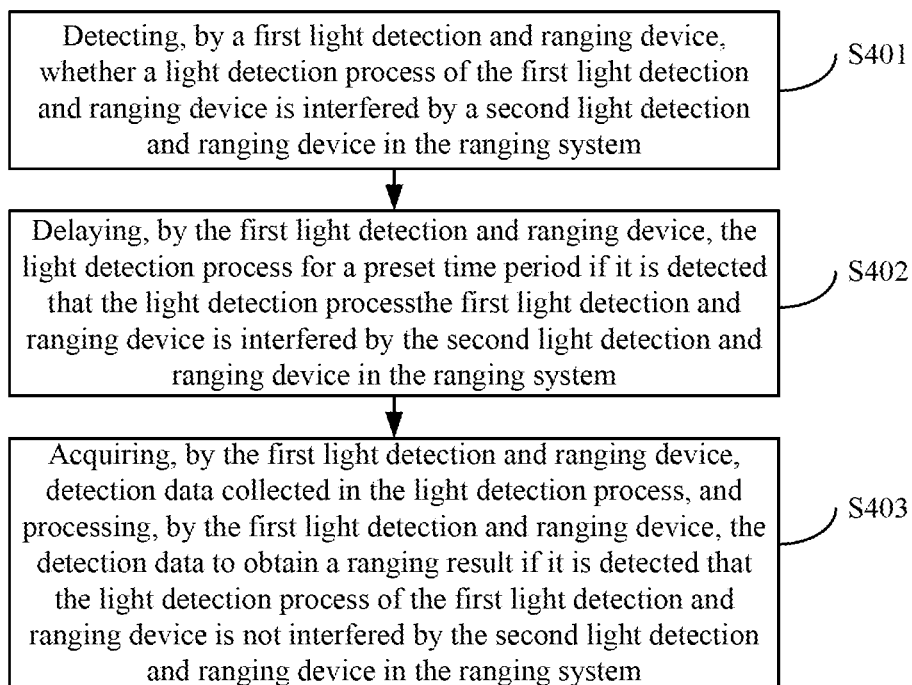 Detecting, by a first light detection and ranging device,
whether a light detection process of the first light detection
and ranging device is interfered by a second light detection
and ranging device in the ranging system
S401
Delaying, by the first light detection and ranging device, the
light detection process for a preset time period if it is detected
that the light detection processthe first light detection and
ranging device is interfered by the second light detection and
ranging device in the ranging system
S402
Acquiring, by the first light detection and ranging device,
detection data collected in the light detection process, and
processing, by the first light detection and ranging device, the
detection data to obtain a ranging result if it is detected that
the light detection process of the first light detection and
ranging device is not interfered by the second light detection
and ranging device in the ranging system
S403